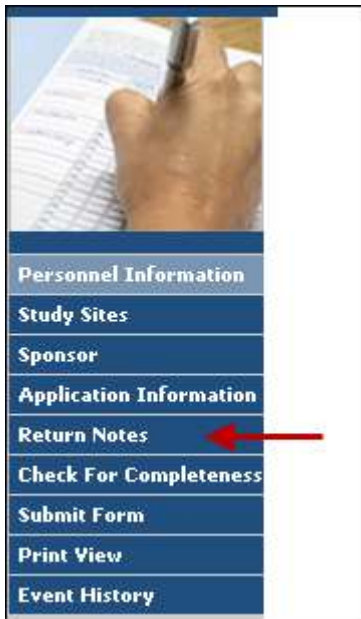 Personnel Information
Study Sites
Sponsor
Application Information
Return Notes
Check For Completeness
Submit Form
Print View
Event History